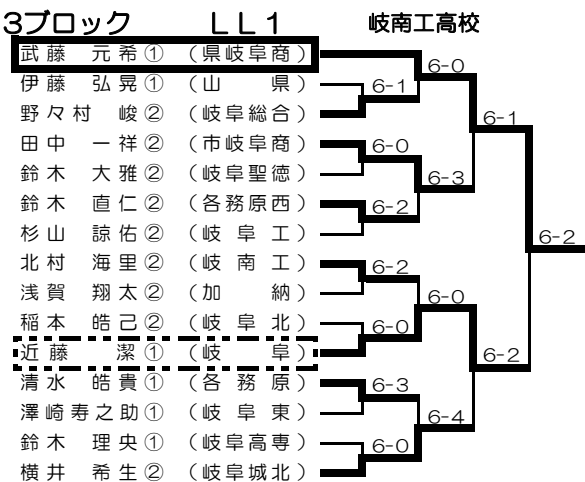 3ブロック LL1 岐南工高校
武藤 元希① (県岐阜商)
6-0
伊藤 弘晃① (山 県)
6-1
野々村 峻② (岐阜総合)
6-1
田中 一祥② (市岐阜商)
6-0
鈴木 大雅② (岐阜聖徳)
6-3
鈴木 直仁② (各務原西)
6-2
杉山 諒佑② (岐阜工)
6-2
北村 海里② (岐南工)
6-2
浅賀 翔太② (加 納)
6-0
稲本 皓己② (岐阜北)
6-0
近藤 潔① (岐 阜)
6-2
清水 皓貴① (各務原)
6-3
澤崎寿之助① (岐阜東)
6-4
鈴木 理央① (岐阜高専)
6-0
横井 希生② (岐阜城北)